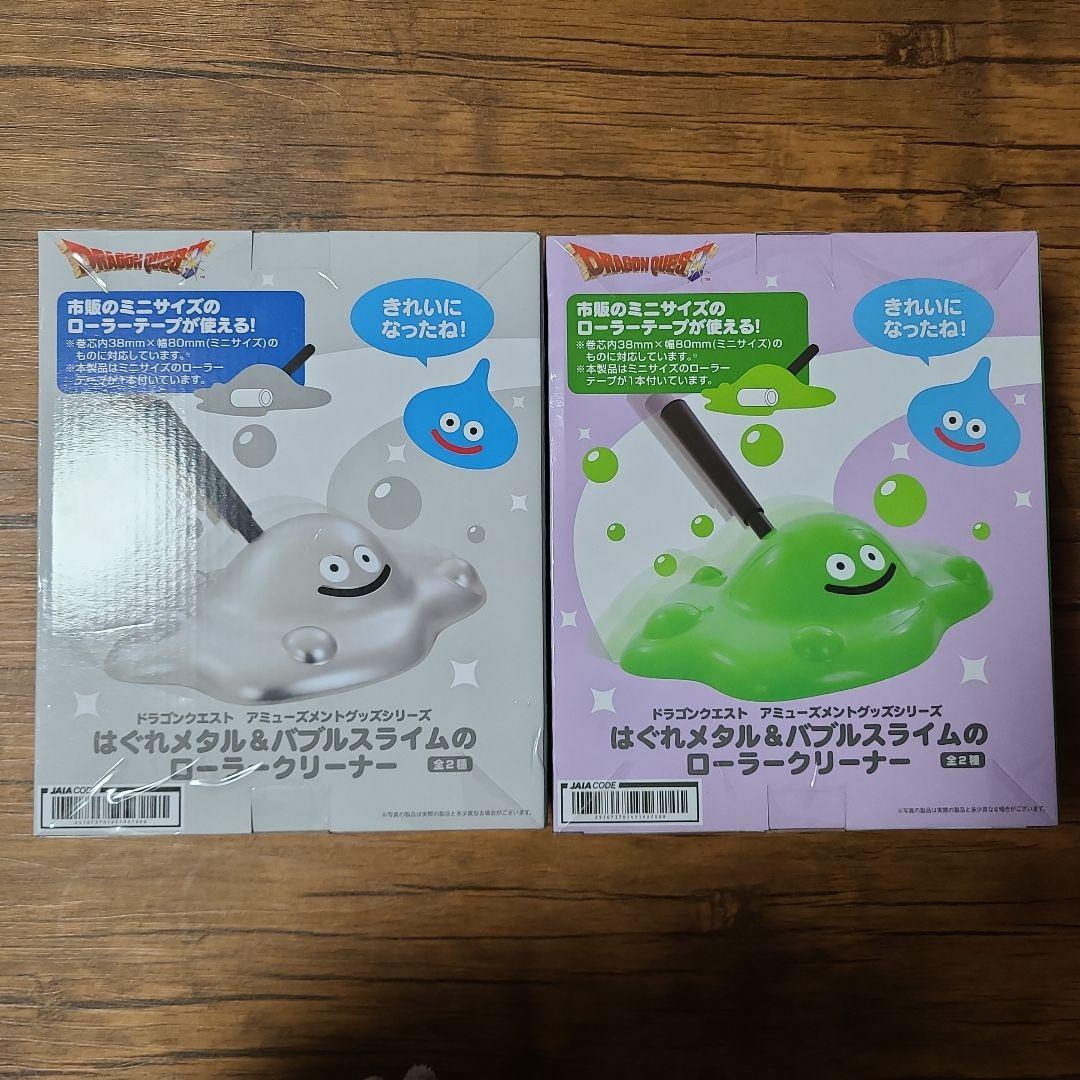 DRAGON QUEST
TM
市販のミニサイズの
ローラーテープが使える!
※巻芯内38mm×幅80mm(ミニサイズ)の
ものに対応しています。※
※本製品はミニサイズのローラー
テープが1本付いています。
きれいに
なったね!
ドラゴンクエスト アミューズメントグッズシリーズ
はぐれメタル&バブルスライムの
ローラークリーナー 全2種
JAIA CODE
※写真の製品は実際の製品と多少異なる場合がございます。
DRAGON QUEST
TM
市販のミニサイズの
ローラーテープが使える!
※巻芯内38mm×幅80mm(ミニサイズ)の
ものに対応しています。※
※本製品はミニサイズのローラー
テープが1本付いています。
きれいに
なったね!
ドラゴンクエスト アミューズメントグッズシリーズ
はぐれメタル&バブルスライムの
ローラークリーナー 全2種
JAIA CODE
※写真の製品は実際の製品と多少異なる場合がございます。